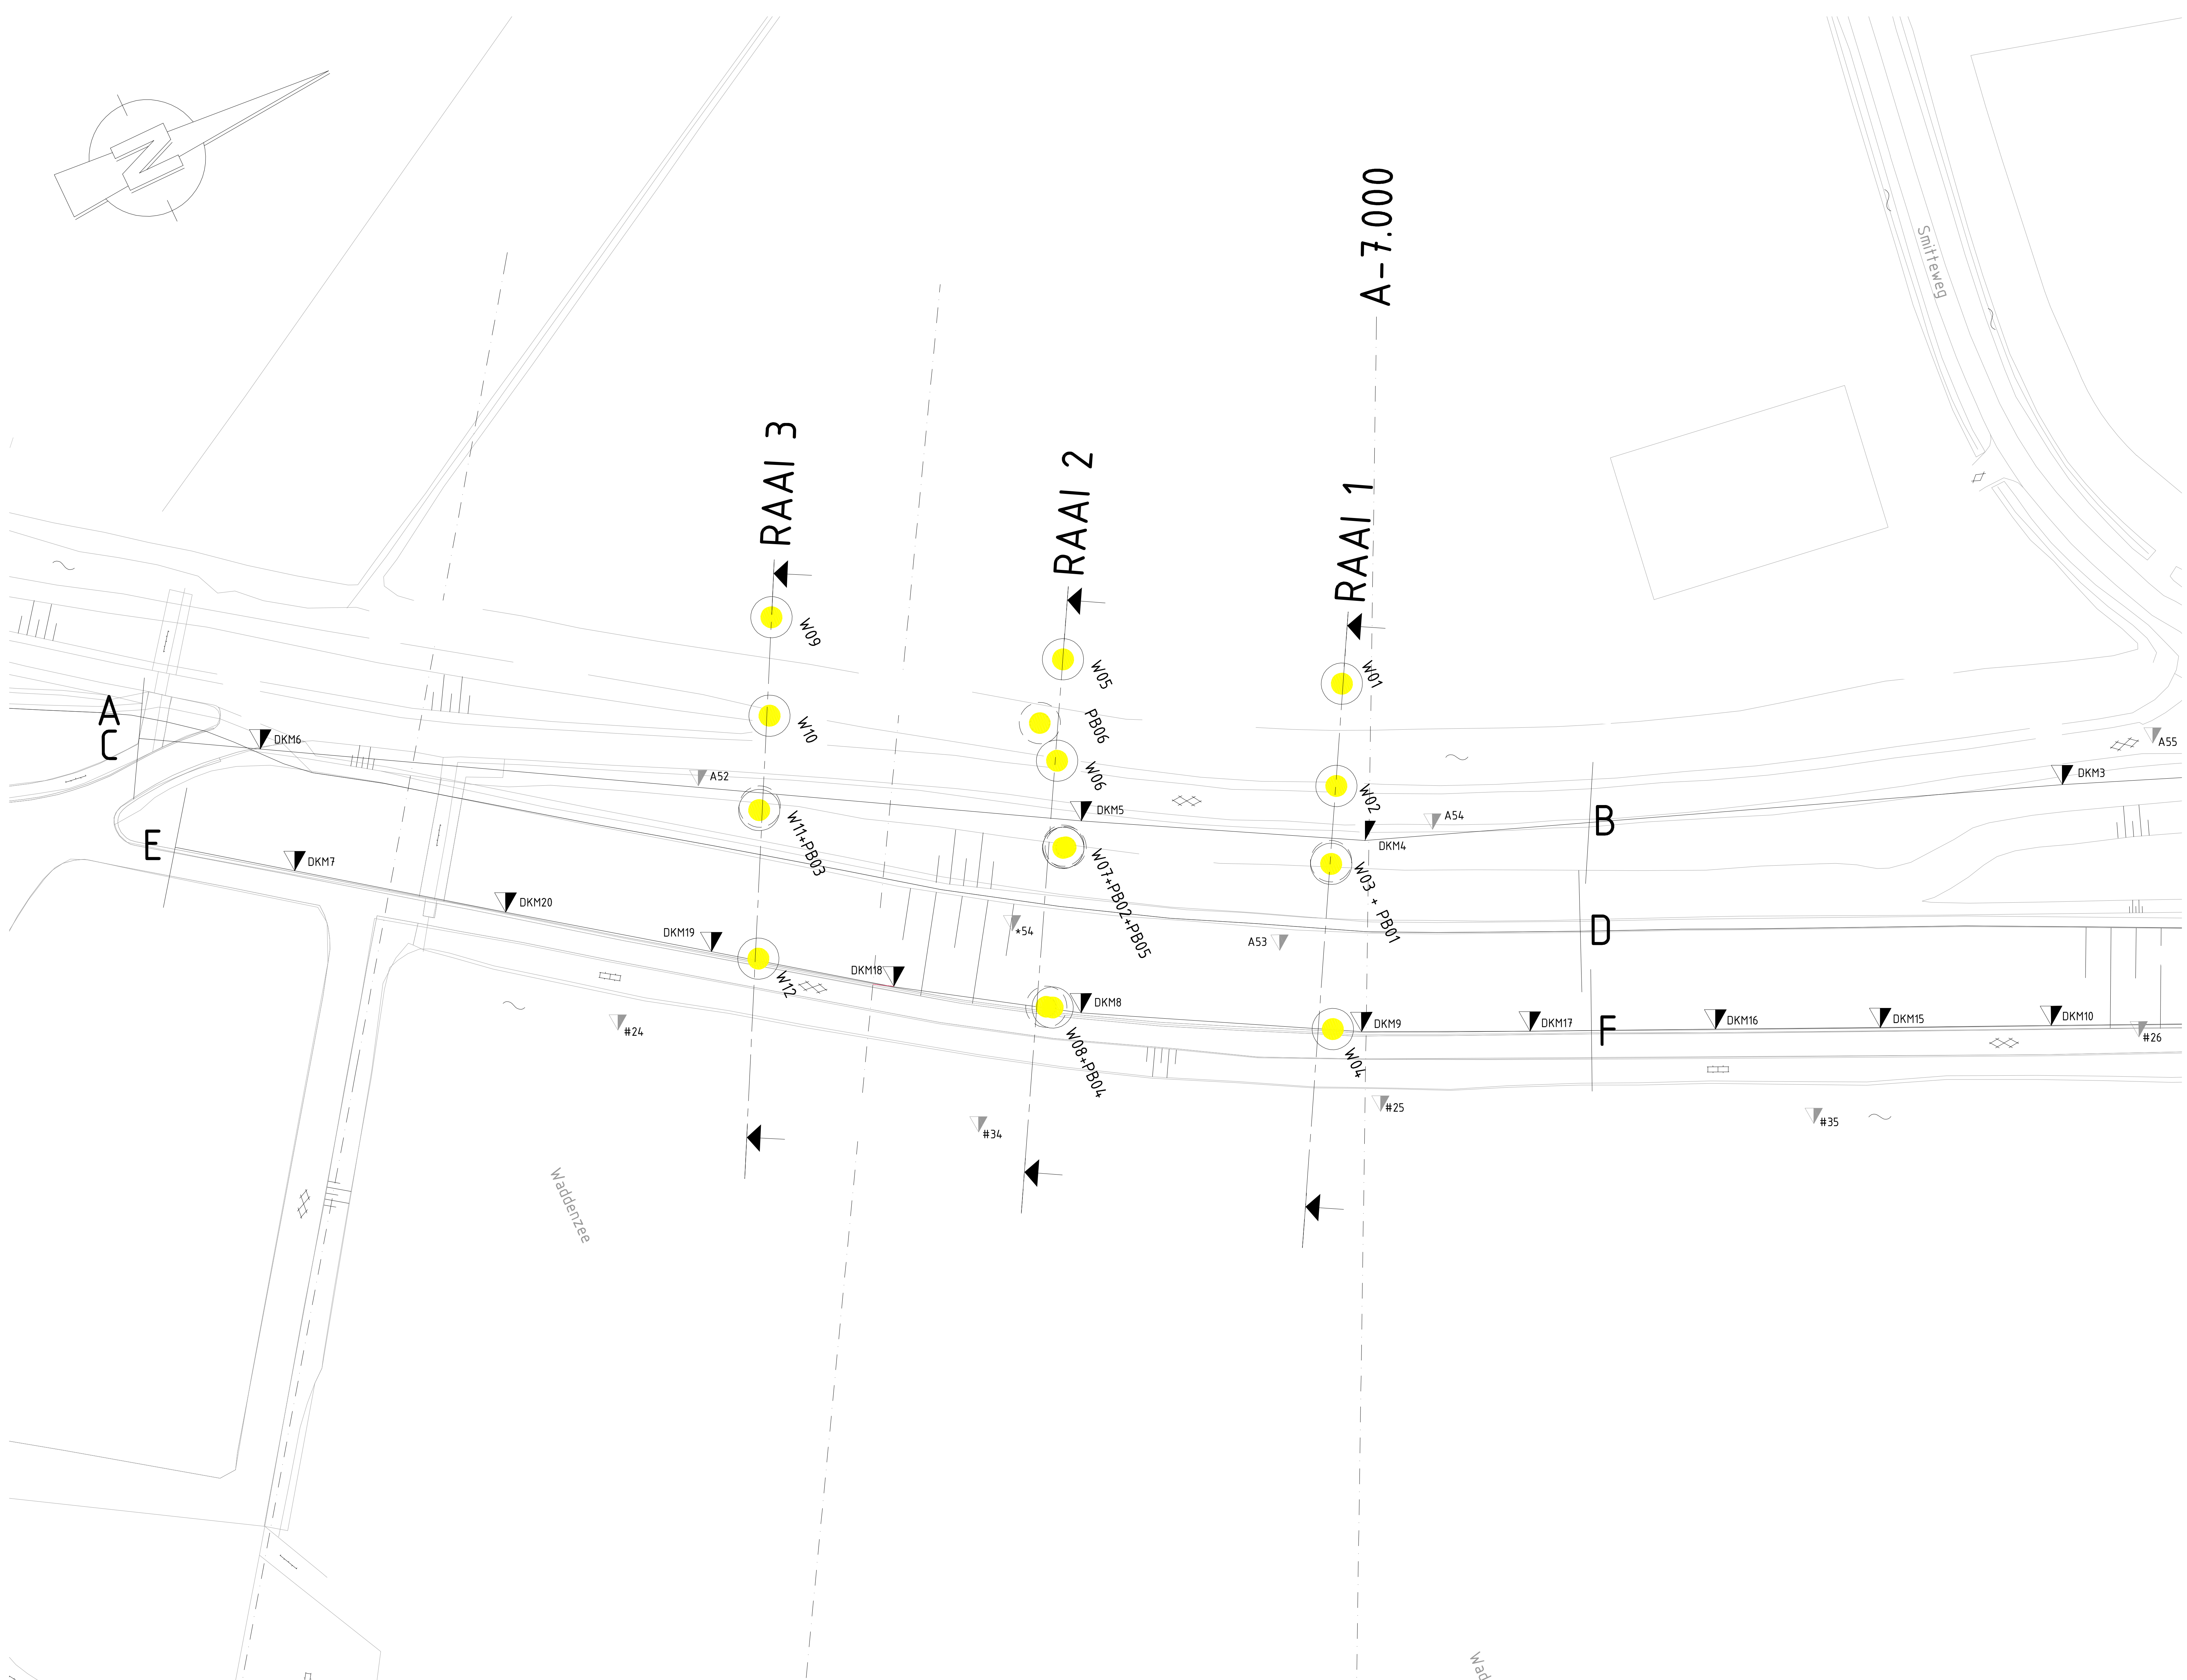 N
A-7.000
Smitteweg
RAAI 3
RAAI 2
RAAI 1
W09
W05
W01
PB06
W10
W06
W02
A
C
DKM6
A52
DKM5
A54
DKM4
DKM3
A55
B
E
DKM7
W11+PB03
W07+PB02+PB05
W03 + PB01
DKM20
DKM19
*54
A53
D
DKM18
W12
DKM8
DKM9
DKM17
F
DKM16
DKM15
DKM10
#24
W08+PB04
W04
#26
#34
#25
#35
Waddenzee
Wad